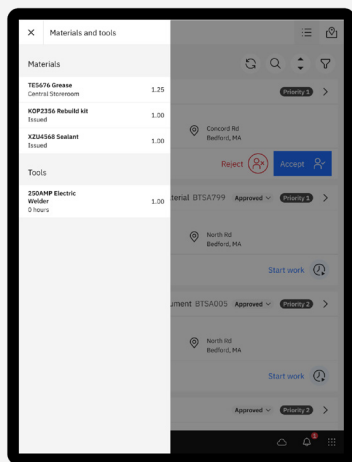 Materials and tools
Materials
TE5676 Grease
Central Storeroom
1.25
KOP2356 Rebuild kit
Issued
1.00
XZU4568 Sealant
Issued
1.00
Tools
250AMP Electric
Welder
0 hours
1.00
Priority 1
Concord Rd
Bedford, MA
Reject
Accept
terial BTSA799 Approved Priority 1
North Rd
Bedford, MA
Start work
ument BTSA005 Approved Priority 2
North Rd
Bedford, MA
Start work
Approved Priority 2